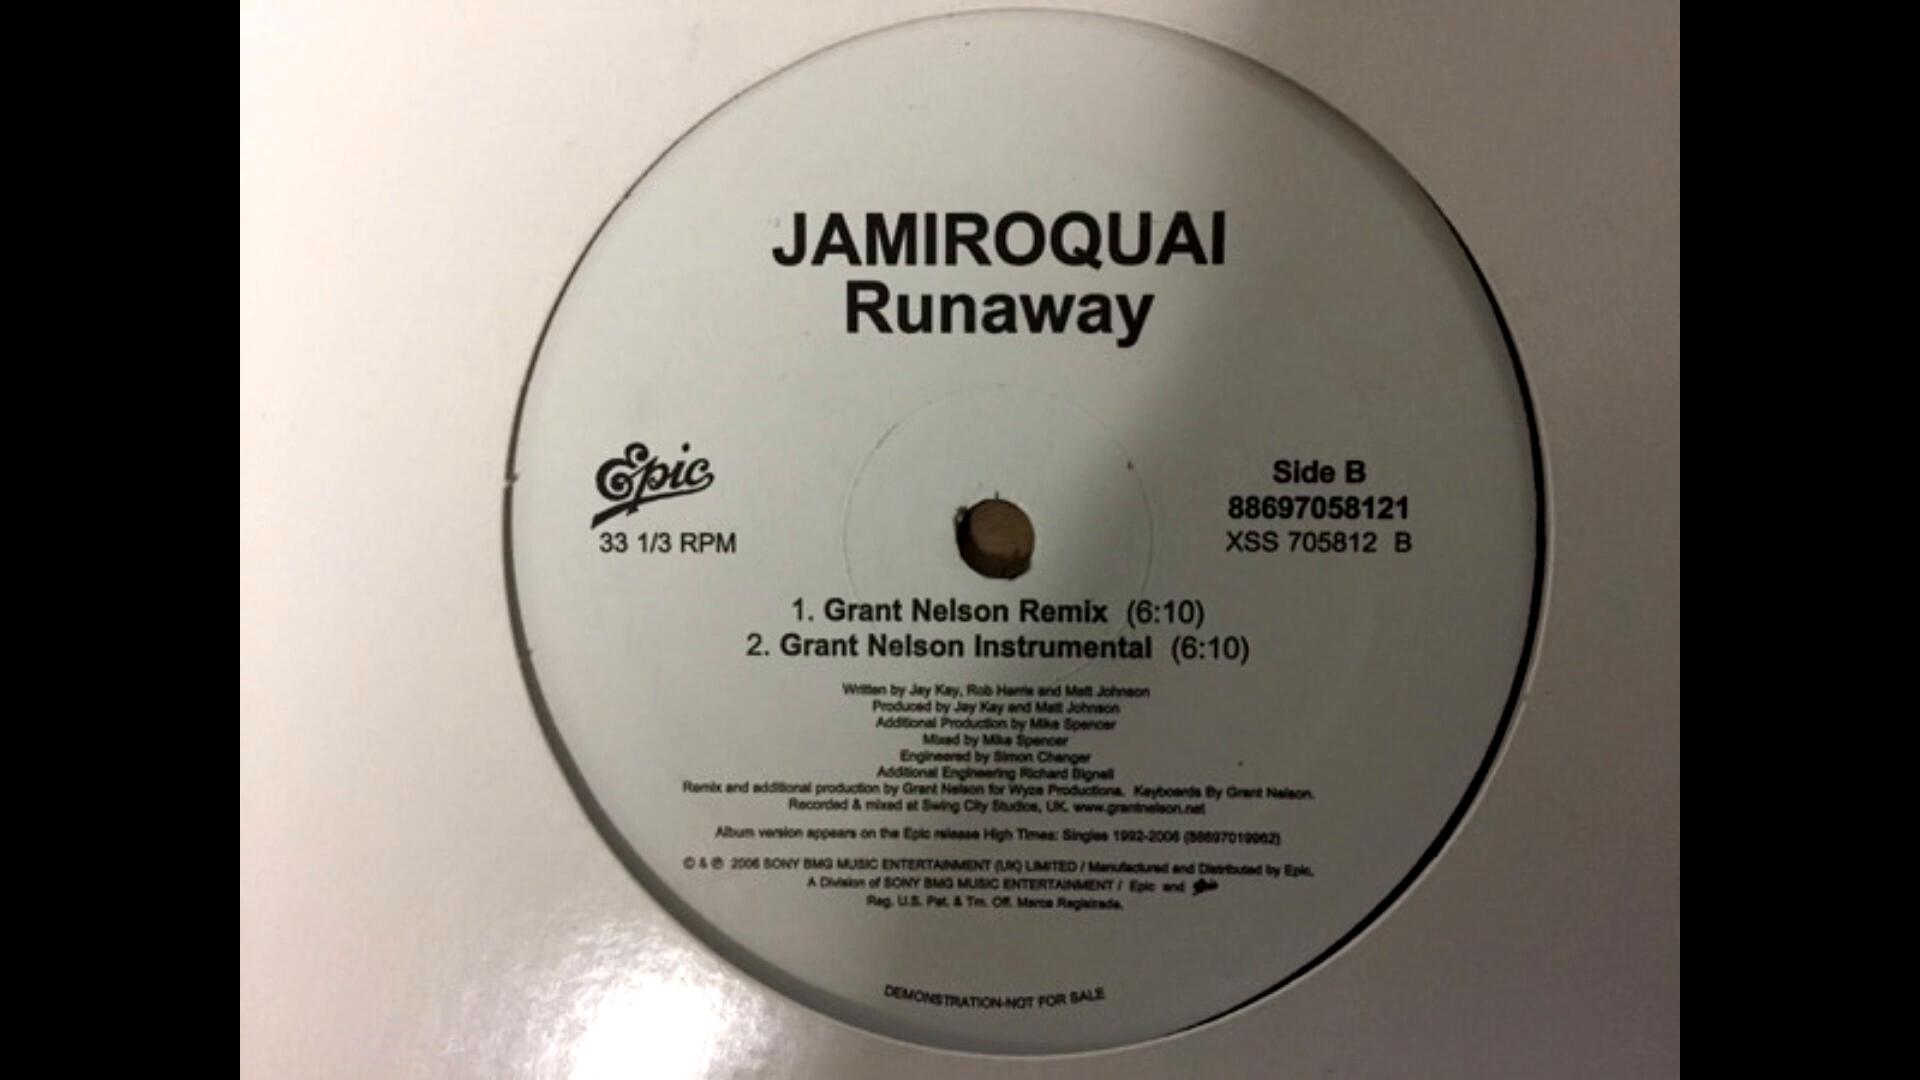 JAMIROQUAI
Runaway
Epic
33 1/3 RPM
Side B
88697058121
XSS 705812 B
1. Grant Nelson Remix (6:10)
2. Grant Nelson Instrumental (6:10)
Written by Jay Kay, Rob Harris and Matt Johnson
Produced by Jay Kay and Matt Johnson
Additional Production by Mike Spencer
Mixed by Mike Spencer
Engineered by Simon Changer
Additional Engineering Richard Bignell
Remix and additional production by Grant Nelson for Wyze Productions. Keyboards By Grant Nelson.
Recorded & mixed at Swing City Studios, UK. www.grantnelson.net
Album version appears on the Epic release High Times: Singles 1992-2006 (88697019962)
© & ℗ 2006 SONY BMG MUSIC ENTERTAINMENT (UK) LIMITED / Manufactured and Distributed by Epic,
A Division of SONY BMG MUSIC ENTERTAINMENT / Epic and Epic
Reg. U.S. Pat. & Tm. Off. Marca Registrada.
DEMONSTRATION-NOT FOR SALE